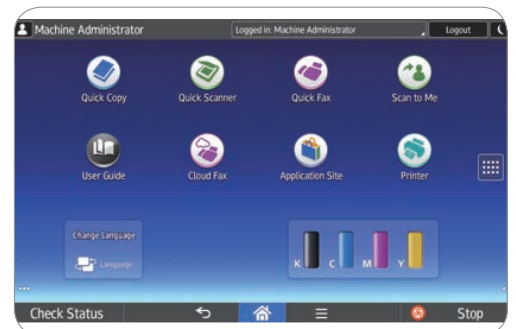 Machine Administrator
Logged in: Machine Administrator
Logout
Quick Copy
Quick Scanner
Quick Fax
Scan to Me
User Guide
Cloud Fax
Application Site
Printer
Change Language
Language
K C M Y
Check Status
Stop